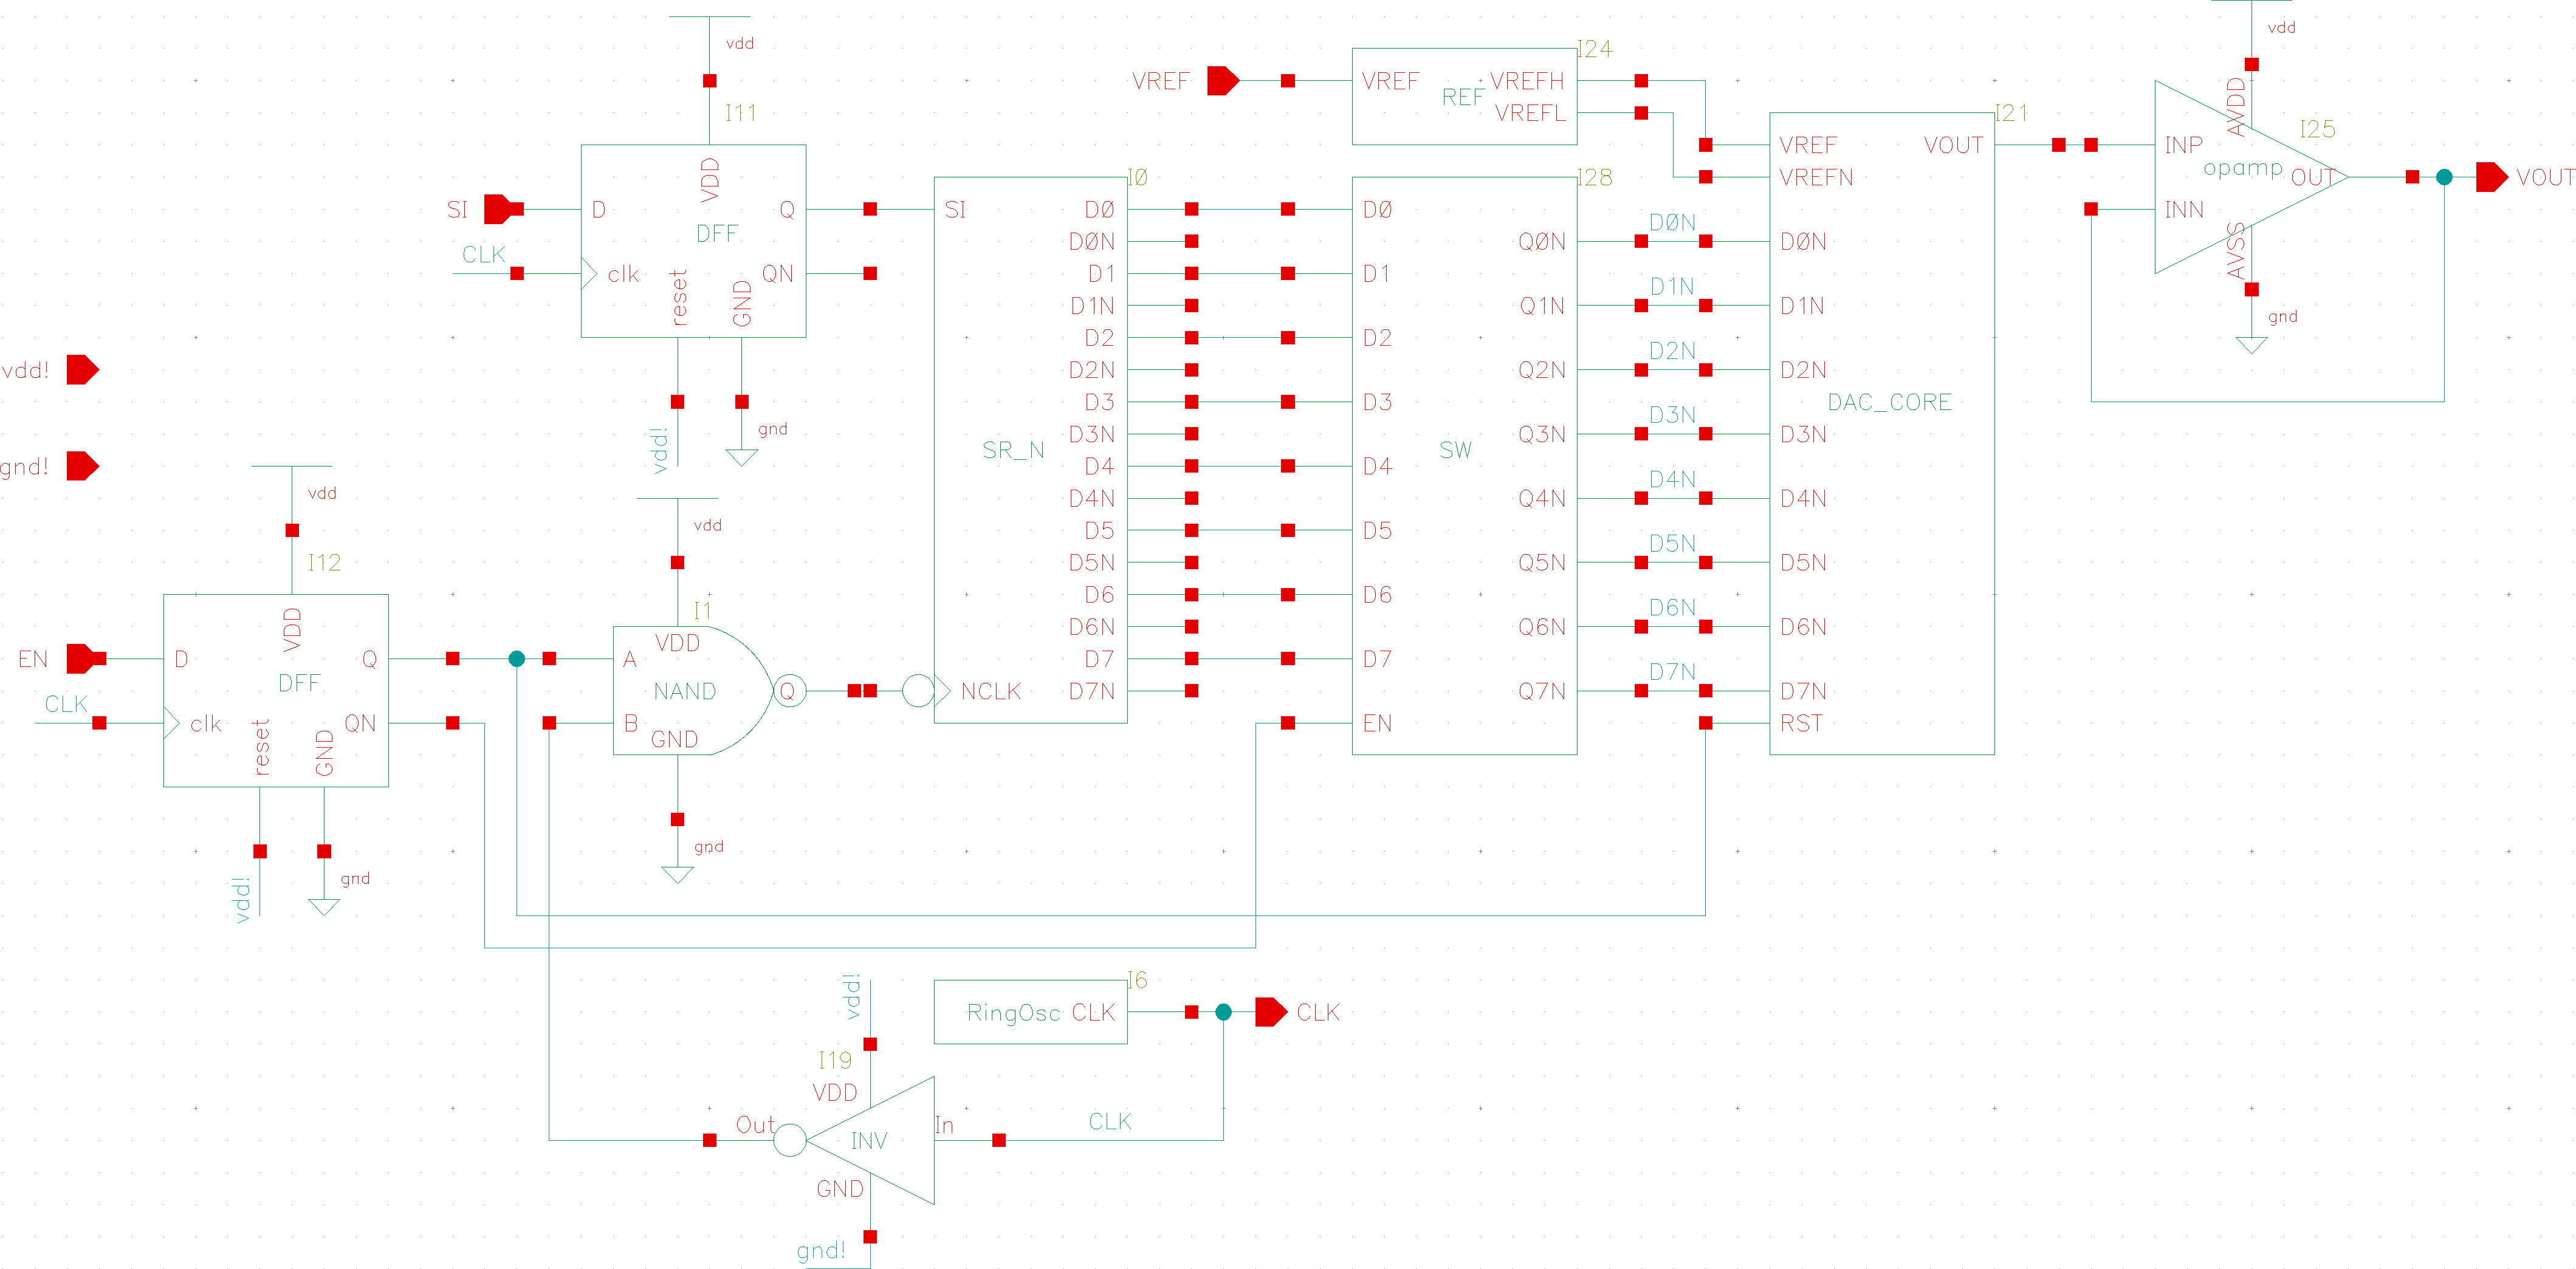 vdd
I11
VDD
SI
D
Q
DFF
CLK
clk
QN
reset
GND
vdd!
gnd
vdd!
gnd!
vdd
I12
VDD
EN
D
Q
DFF
CLK
clk
QN
reset
GND
vdd!
gnd
vdd
I1
VDD
A
NAND
Q
B
GND
gnd
I0
SI
D0
D0N
D1
D1N
D2
D2N
D3
D3N
SR_N
D4
D4N
D5
D5N
D6
D6N
D7
NCLK
D7N
VREF
I24
VREF
VREFH
REF
VREFL
I28
D0
Q0N
D1
Q1N
D2
Q2N
D3
Q3N
SW
D4
Q4N
D5
Q5N
D6
Q6N
D7
Q7N
EN
D0N
D1N
D2N
D3N
D4N
D5N
D6N
D7N
I21
VREF
VOUT
VREFN
D0N
D1N
D2N
DAC_CORE
D3N
D4N
D5N
D6N
D7N
RST
vdd
AVDD
I25
INP
opamp
OUT
INN
AVSS
gnd
VOUT
I6
RingOsc
CLK
CLK
vdd!
I19
VDD
Out
INV
In
CLK
GND
gnd!